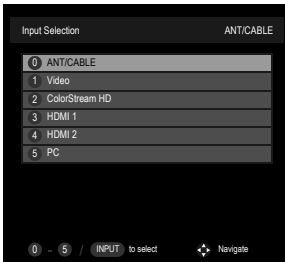 Input Selection ANT/CABLE
0 ANT/CABLE
1 Video
2 ColorStream HD
3 HDMI 1
4 HDMI 2
5 PC
0 – 5 / INPUT to select Navigate